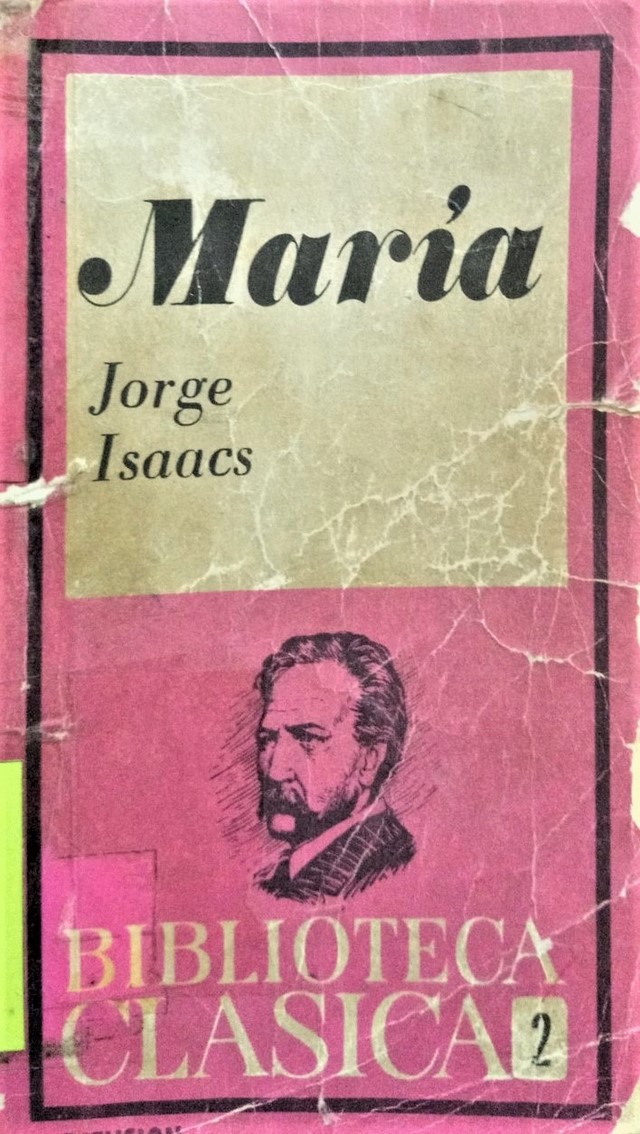 María
Jorge
Isaacs
BIBLIOTECA
CLASICA 2